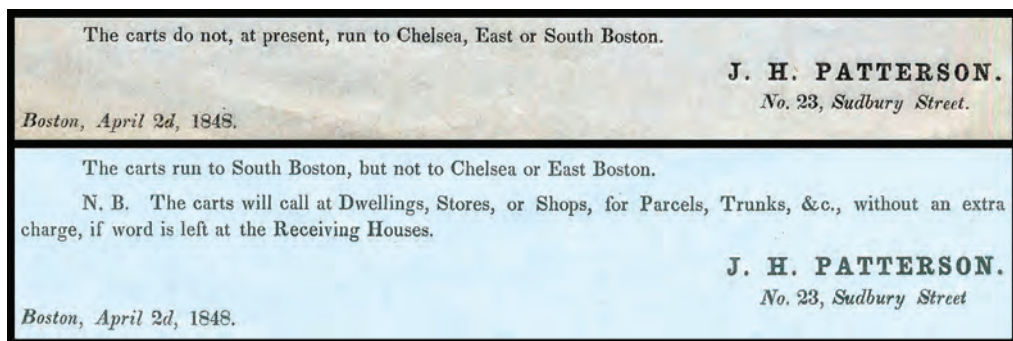 The carts do not, at present, run to Chelsea, East or South Boston.
J. H. PATTERSON.
No. 23, Sudbury Street.
Boston, April 2d, 1848.
The carts run to South Boston, but not to Chelsea or East Boston.
N. B. The carts will call at Dwellings, Stores, or Shops, for Parcels, Trunks, &c., without an extra
charge, if word is left at the Receiving Houses.
J. H. PATTERSON.
No. 23, Sudbury Street
Boston, April 2d, 1848.